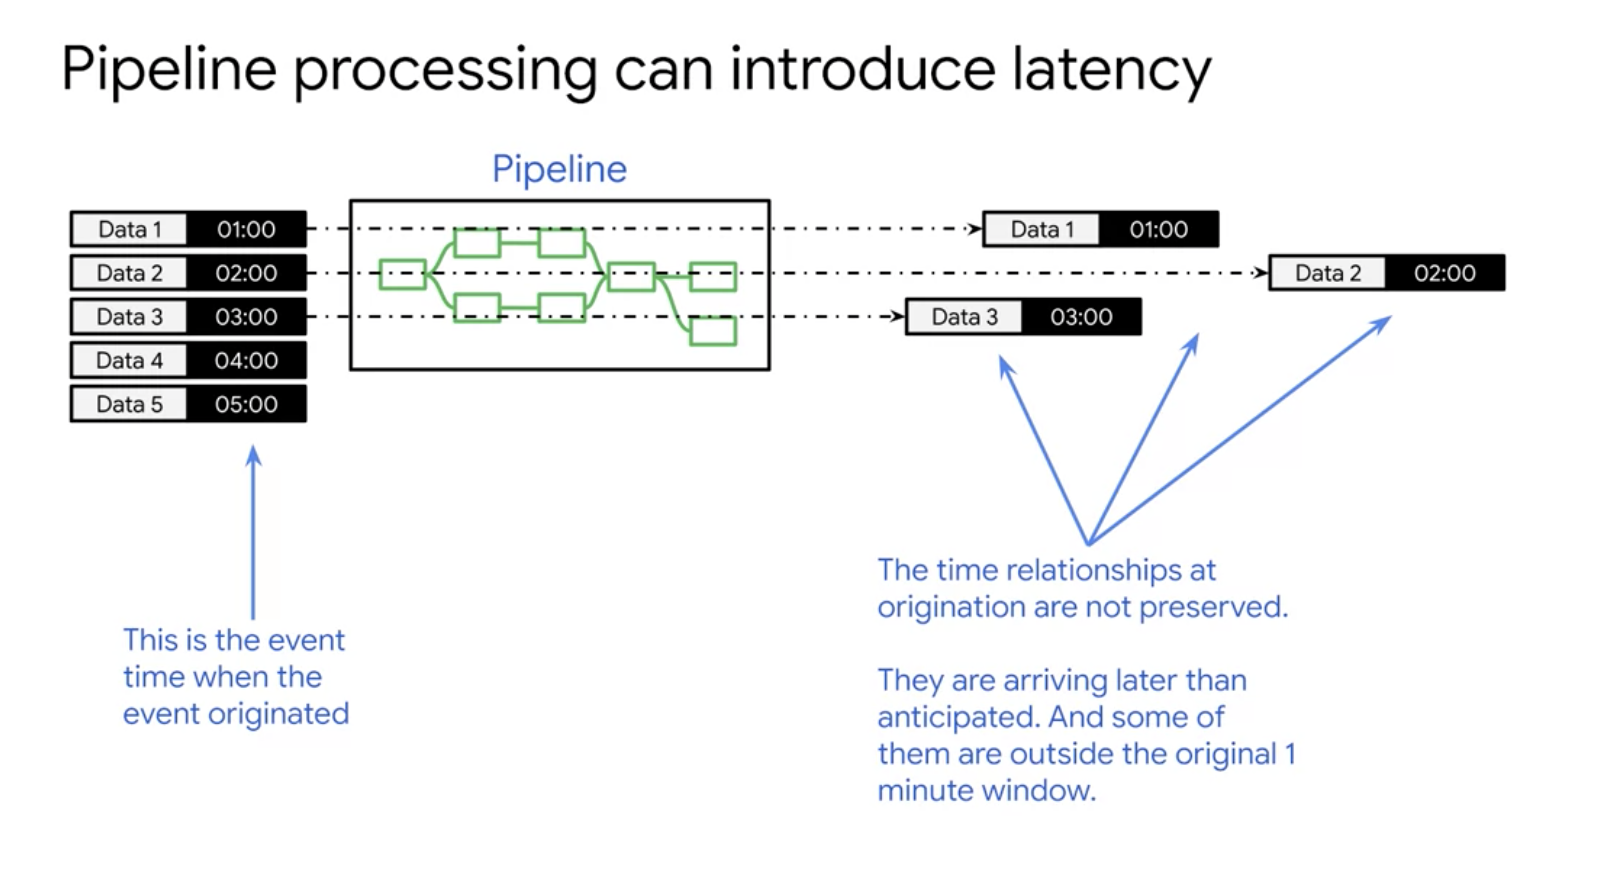 Pipeline processing can introduce latency
Pipeline
Data 1 01:00
Data 2 02:00
Data 3 03:00
Data 4 04:00
Data 5 05:00
Data 1 01:00
Data 2 02:00
Data 3 03:00
This is the event
time when the
event originated
The time relationships at
origination are not preserved.
They are arriving later than
anticipated. And some of
them are outside the original 1
minute window.